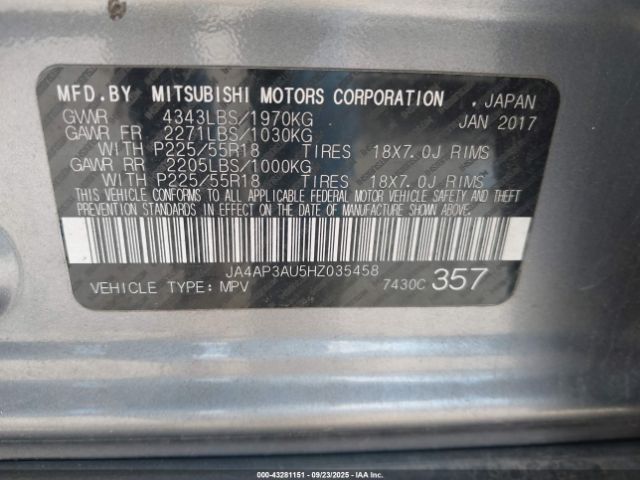 MFD.BY MITSUBISHI MOTORS CORPORATION . JAPAN
GVWR 4343LBS/1970KG JAN 2017
GAWR FR 2271LBS/1030KG
WITH P225/55R18 TIRES 18X7.0J RIMS
GAWR RR 2205LBS/1000KG
WITH P225/55R18 TIRES 18X7.0J RIMS
THIS VEHICLE CONFORMS TO ALL APPLICABLE FEDERAL MOTOR VEHICLE SAFETY AND
THEFT PREVENTION STANDARDS IN EFFECT ON THE DATE OF MANUFACTURE SHOWN ABOVE.
JA4AP3AU5HZ035458
VEHICLE TYPE: MPV 7430C 357
000-43281151 - 09/23/2025 - IAAI.COM